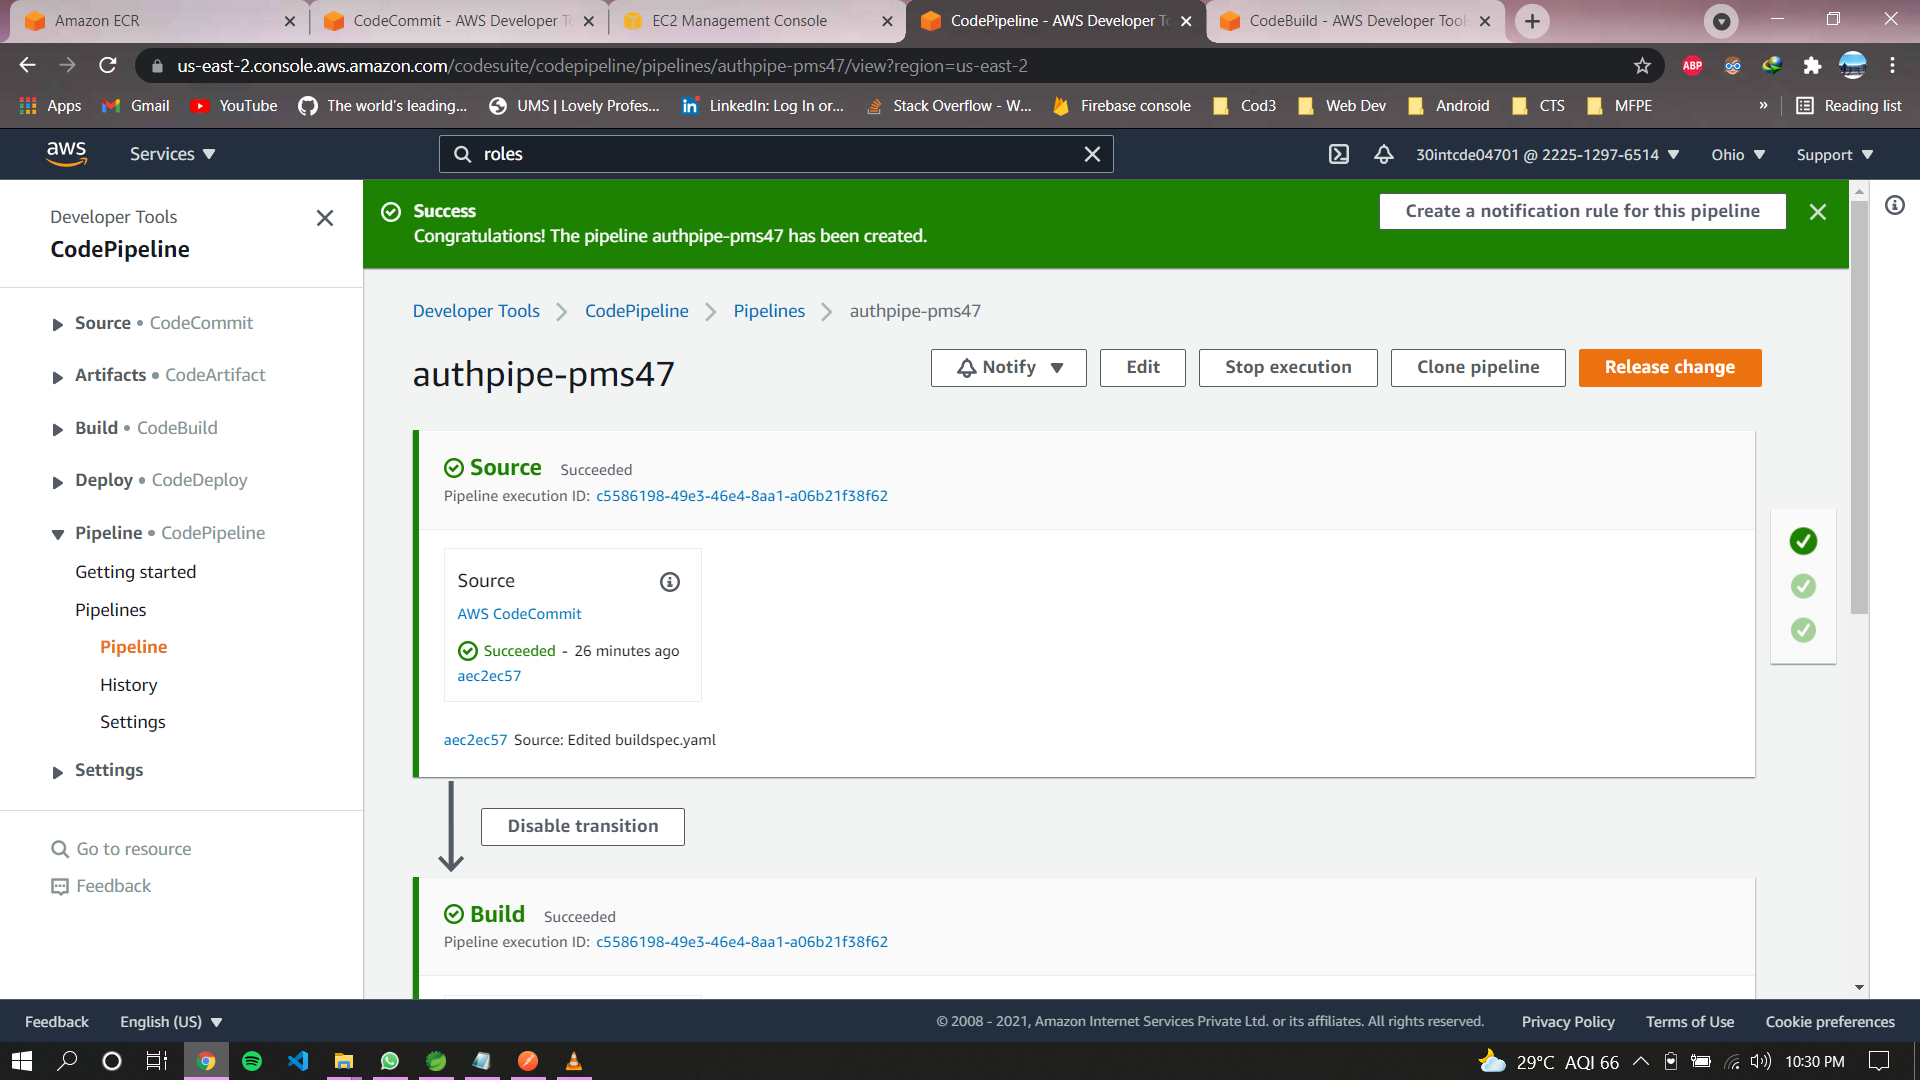 Amazon ECR
CodeCommit - AWS Developer To
EC2 Management Console
CodePipeline - AWS Developer To
CodeBuild - AWS Developer Tools
us-east-2.console.aws.amazon.com/codesuite/codepipeline/pipelines/authpipe-pms47/view?region=us-east-2
ABP
Apps
Gmail
YouTube
The world's leading...
UMS | Lovely Profes...
LinkedIn: Log In or...
Stack Overflow - W...
Firebase console
Cod3
Web Dev
Android
CTS
MFPE
»
Reading list
aws
Services
roles
30intcde04701 @ 2225-1297-6514
Ohio
Support
Developer Tools
CodePipeline
Source • CodeCommit
Artifacts • CodeArtifact
Build • CodeBuild
Deploy • CodeDeploy
Pipeline • CodePipeline
Getting started
Pipelines
Pipeline
History
Settings
Settings
Go to resource
Feedback
Success
Congratulations! The pipeline authpipe-pms47 has been created.
Create a notification rule for this pipeline
Developer Tools
CodePipeline
Pipelines
authpipe-pms47
authpipe-pms47
Notify
Edit
Stop execution
Clone pipeline
Release change
Source Succeeded
Pipeline execution ID: c5586198-49e3-46e4-8aa1-a06b21f38f62
Source
AWS CodeCommit
Succeeded - 26 minutes ago
aec2ec57
aec2ec57 Source: Edited buildspec.yaml
Disable transition
Build Succeeded
Pipeline execution ID: c5586198-49e3-46e4-8aa1-a06b21f38f62
Feedback
English (US)
© 2008 - 2021, Amazon Internet Services Private Ltd. or its affiliates. All rights reserved.
Privacy Policy
Terms of Use
Cookie preferences
29°C AQI 66
10:30 PM